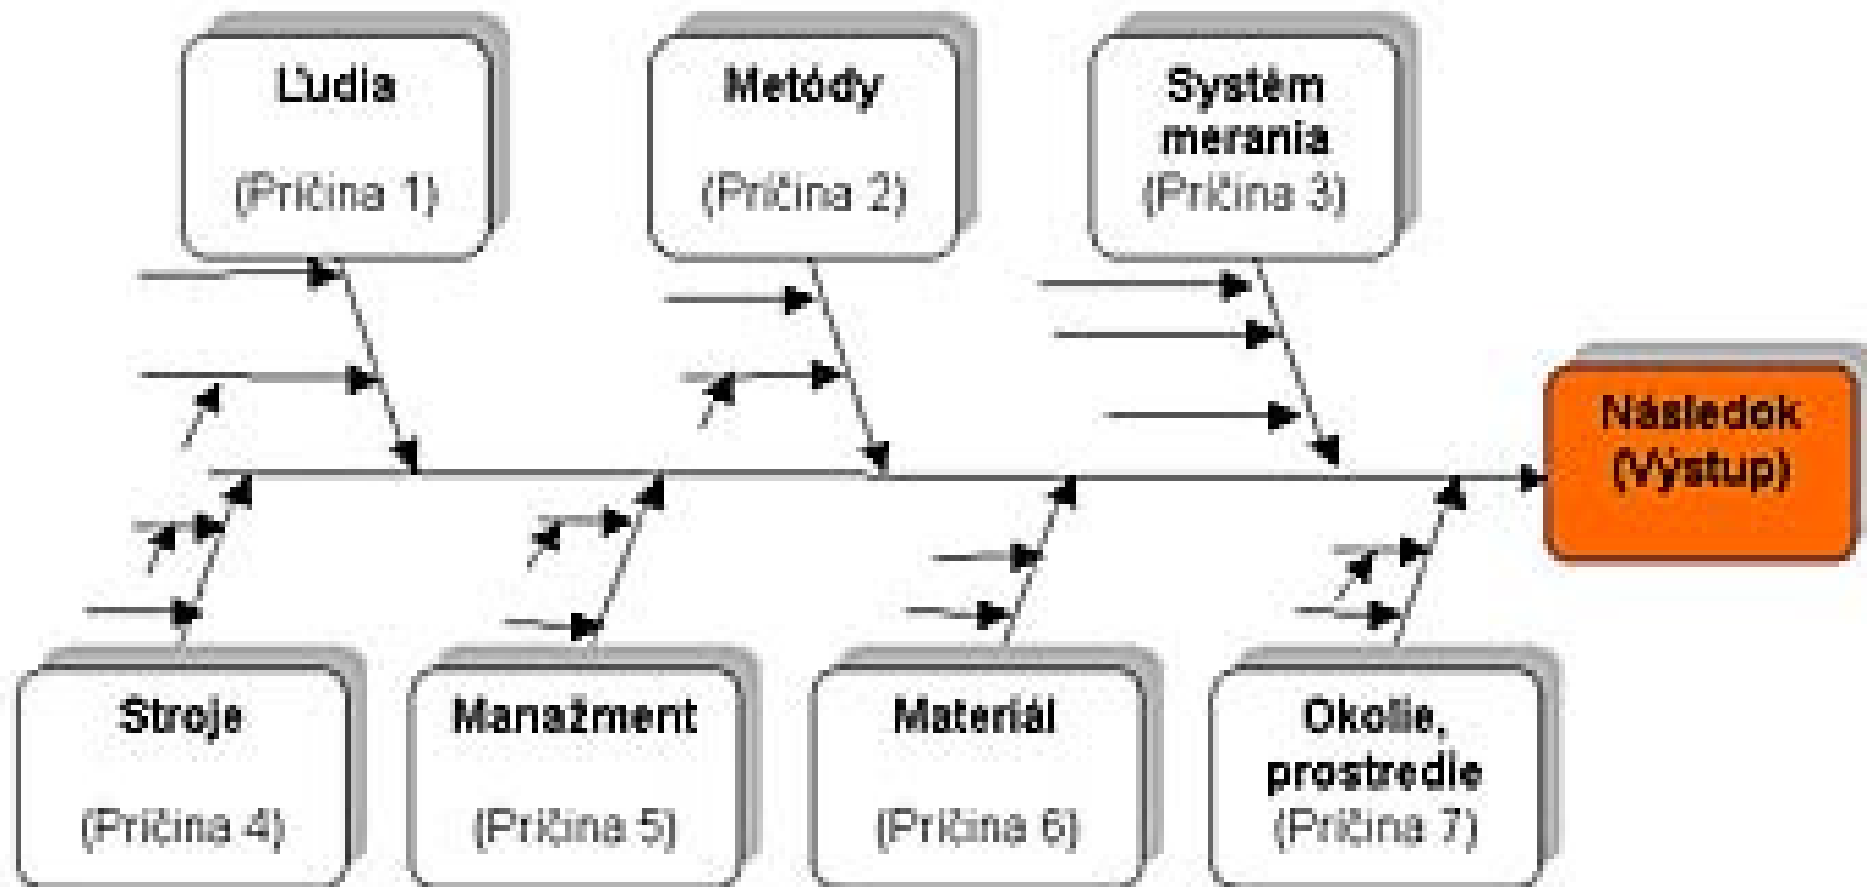 Ľudia
(Príčina 1)
Metódy
(Príčina 2)
Systém
merania
(Príčina 3)
Následok
(Výstup)
Stroje
(Príčina 4)
Manažment
(Príčina 5)
Materiál
(Príčina 6)
Okolie,
prostredie
(Príčina 7)